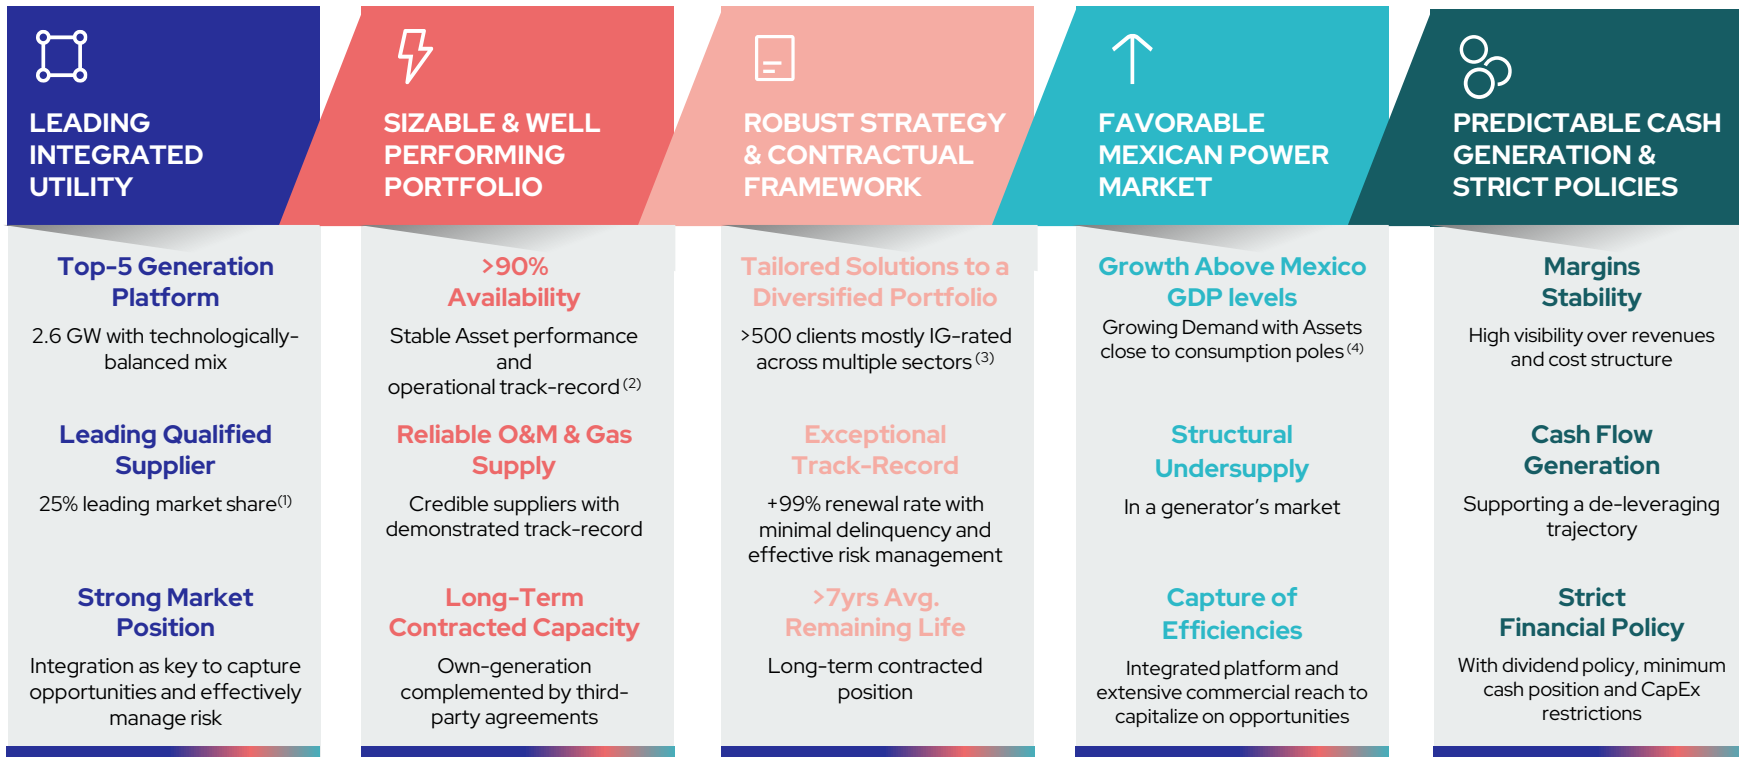 LEADING
INTEGRATED
UTILITY
Top-5 Generation
Platform
2.6 GW with technologically-
balanced mix
Leading Qualified
Supplier
25% leading market share(1)
Strong Market
Position
Integration as key to capture
opportunities and effectively
manage risk
SIZABLE & WELL
PERFORMING
PORTFOLIO
>90%
Availability
Stable Asset performance
and
operational track-record (2)
Reliable O&M & Gas
Supply
Credible suppliers with
demonstrated track-record
Long-Term
Contracted Capacity
Own-generation
complemented by third-
party agreements
ROBUST STRATEGY
& CONTRACTUAL
FRAMEWORK
Tailored Solutions to a
Diversified Portfolio
>500 clients mostly IG-rated
across multiple sectors (3)
Exceptional
Track-Record
+99% renewal rate with
minimal delinquency and
effective risk management
>7yrs Avg.
Remaining Life
Long-term contracted
position
FAVORABLE
MEXICAN POWER
MARKET
Growth Above Mexico
GDP levels
Growing Demand with Assets
close to consumption poles (4)
Structural
Undersupply
In a generator's market
Capture of
Efficiencies
Integrated platform and
extensive commercial reach to
capitalize on opportunities
PREDICTABLE CASH
GENERATION &
STRICT POLICIES
Margins
Stability
High visibility over revenues
and cost structure
Cash Flow
Generation
Supporting a de-leveraging
trajectory
Strict
Financial Policy
With dividend policy, minimum
cash position and CapEx
restrictions